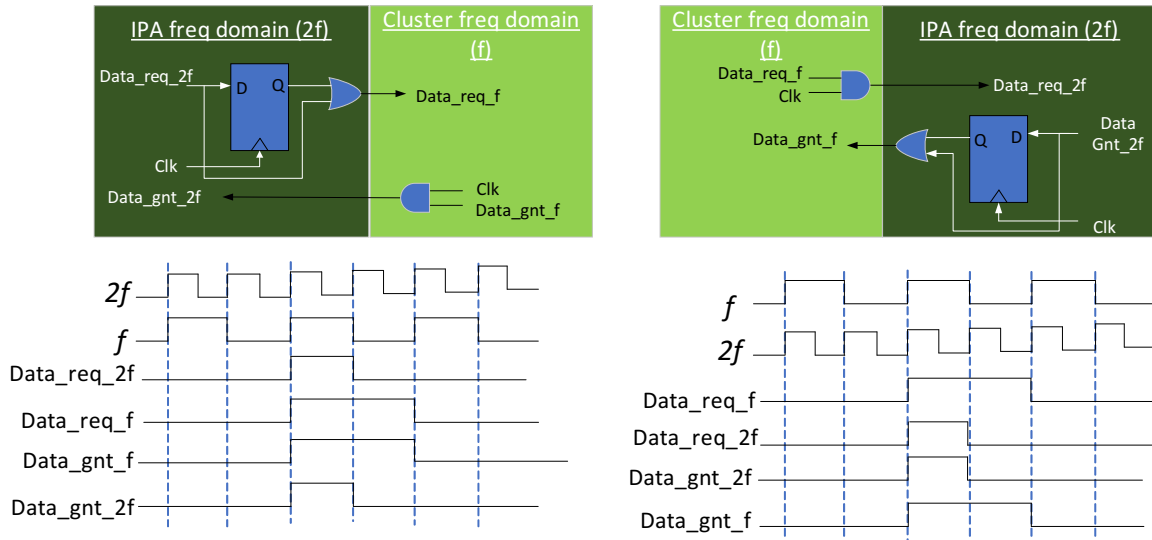 IPA freq domain (2f)
Cluster freq domain
(f)
Data_req_2f
D
Q
Data_req_f
Clk
Data_gnt_2f
Clk
Data_gnt_f
2f
f
Data_req_2f
Data_req_f
Data_gnt_f
Data_gnt_2f
Cluster freq domain
(f)
IPA freq domain (2f)
Data_req_f
Clk
Data_req_2f
Data_gnt_f
Q
D
Data
Gnt_2f
Clk
f
2f
Data_req_f
Data_req_2f
Data_gnt_2f
Data_gnt_f